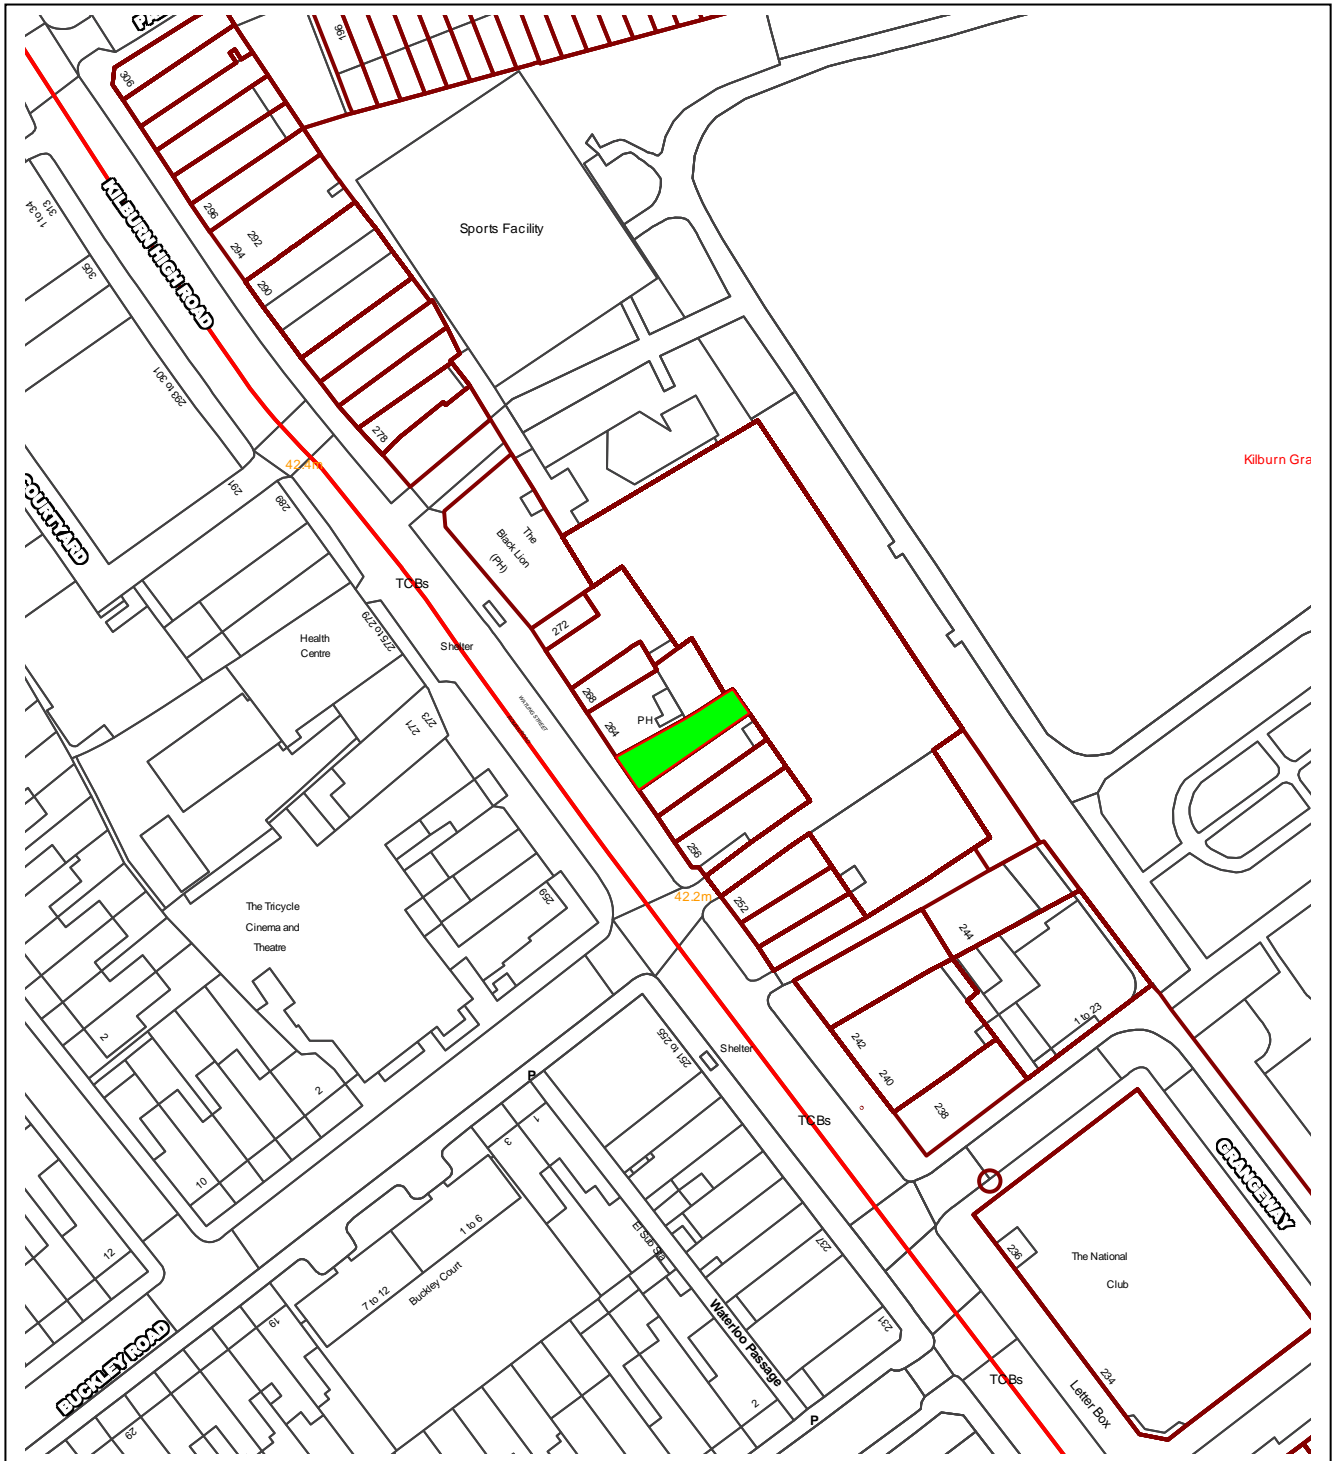 196
306
KILBURN HIGH ROAD
313
1 to 34
296
294
292
290
Sports Facility
305
293 to 301
278
42.4m
Kilburn Gra
291
289
COURTYARD
The
Black Lion
(PH)
TCBs
272
275 to 279
Health
Centre
Shelter
268
WATLING STREET
264
PH
273
271
256
252
42.2m
259
The Tricycle
Cinema and
Theatre
244
1 to 23
242
240
238
251 to 255
Shelter
2
2
P
TCBs
1
3
10
GRANGEWAY
12
1 to 6
El Sub Sta
237
236
The National
Club
7 to 12
Buckley Court
19
231
Waterloo Passage
BUCKLEY ROAD
29
2
P
TCBs
234
Letter Box